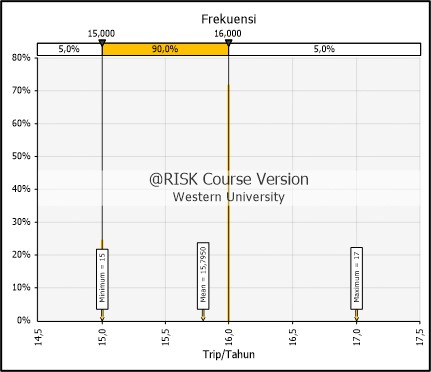 Frekuensi
15,000 16,000
5,0% 90,0% 5,0%
80%
70%
60%
50%
40%
30%
20%
10%
0%
@RISK Course Version
Western University
Minimum = 15
Mean = 15,7950
Maximum = 17
14,5 15,0 15,5 16,0 16,5 17,0 17,5
Trip/Tahun